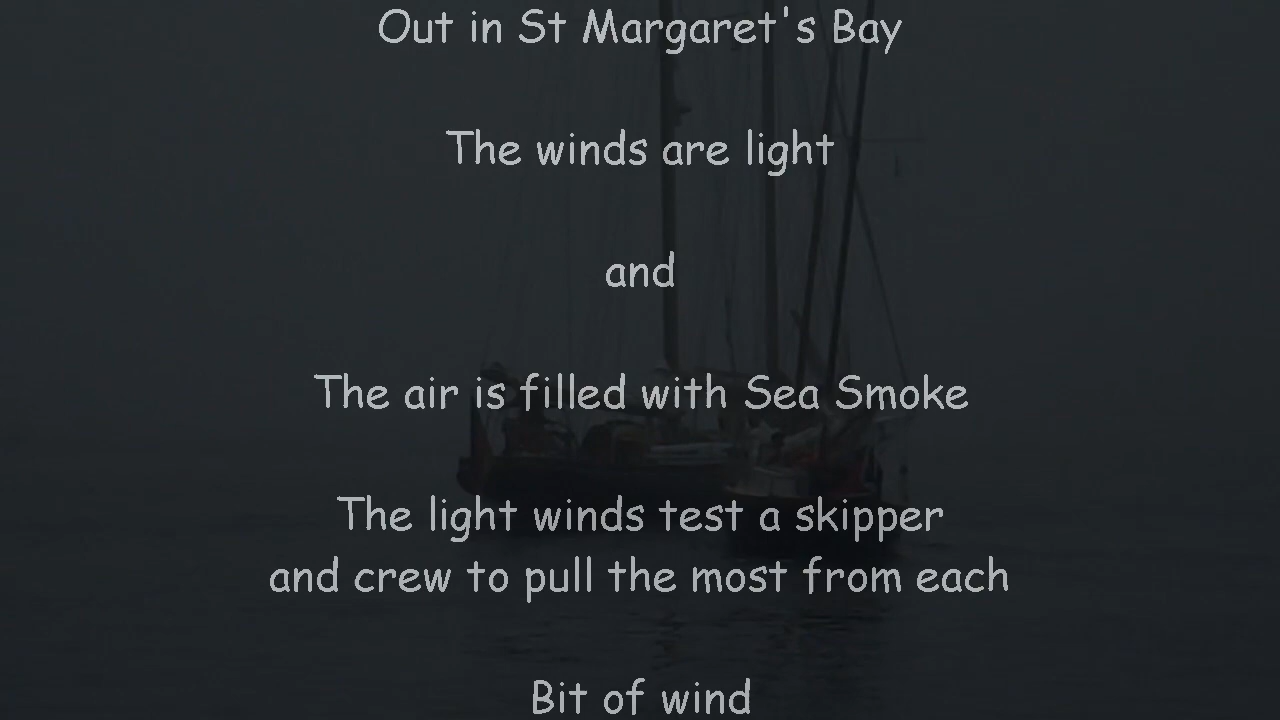 Out in St Margaret's Bay
The winds are light
and
The air is filled with Sea Smoke
The light winds test a skipper
and crew to pull the most from each
Bit of wind